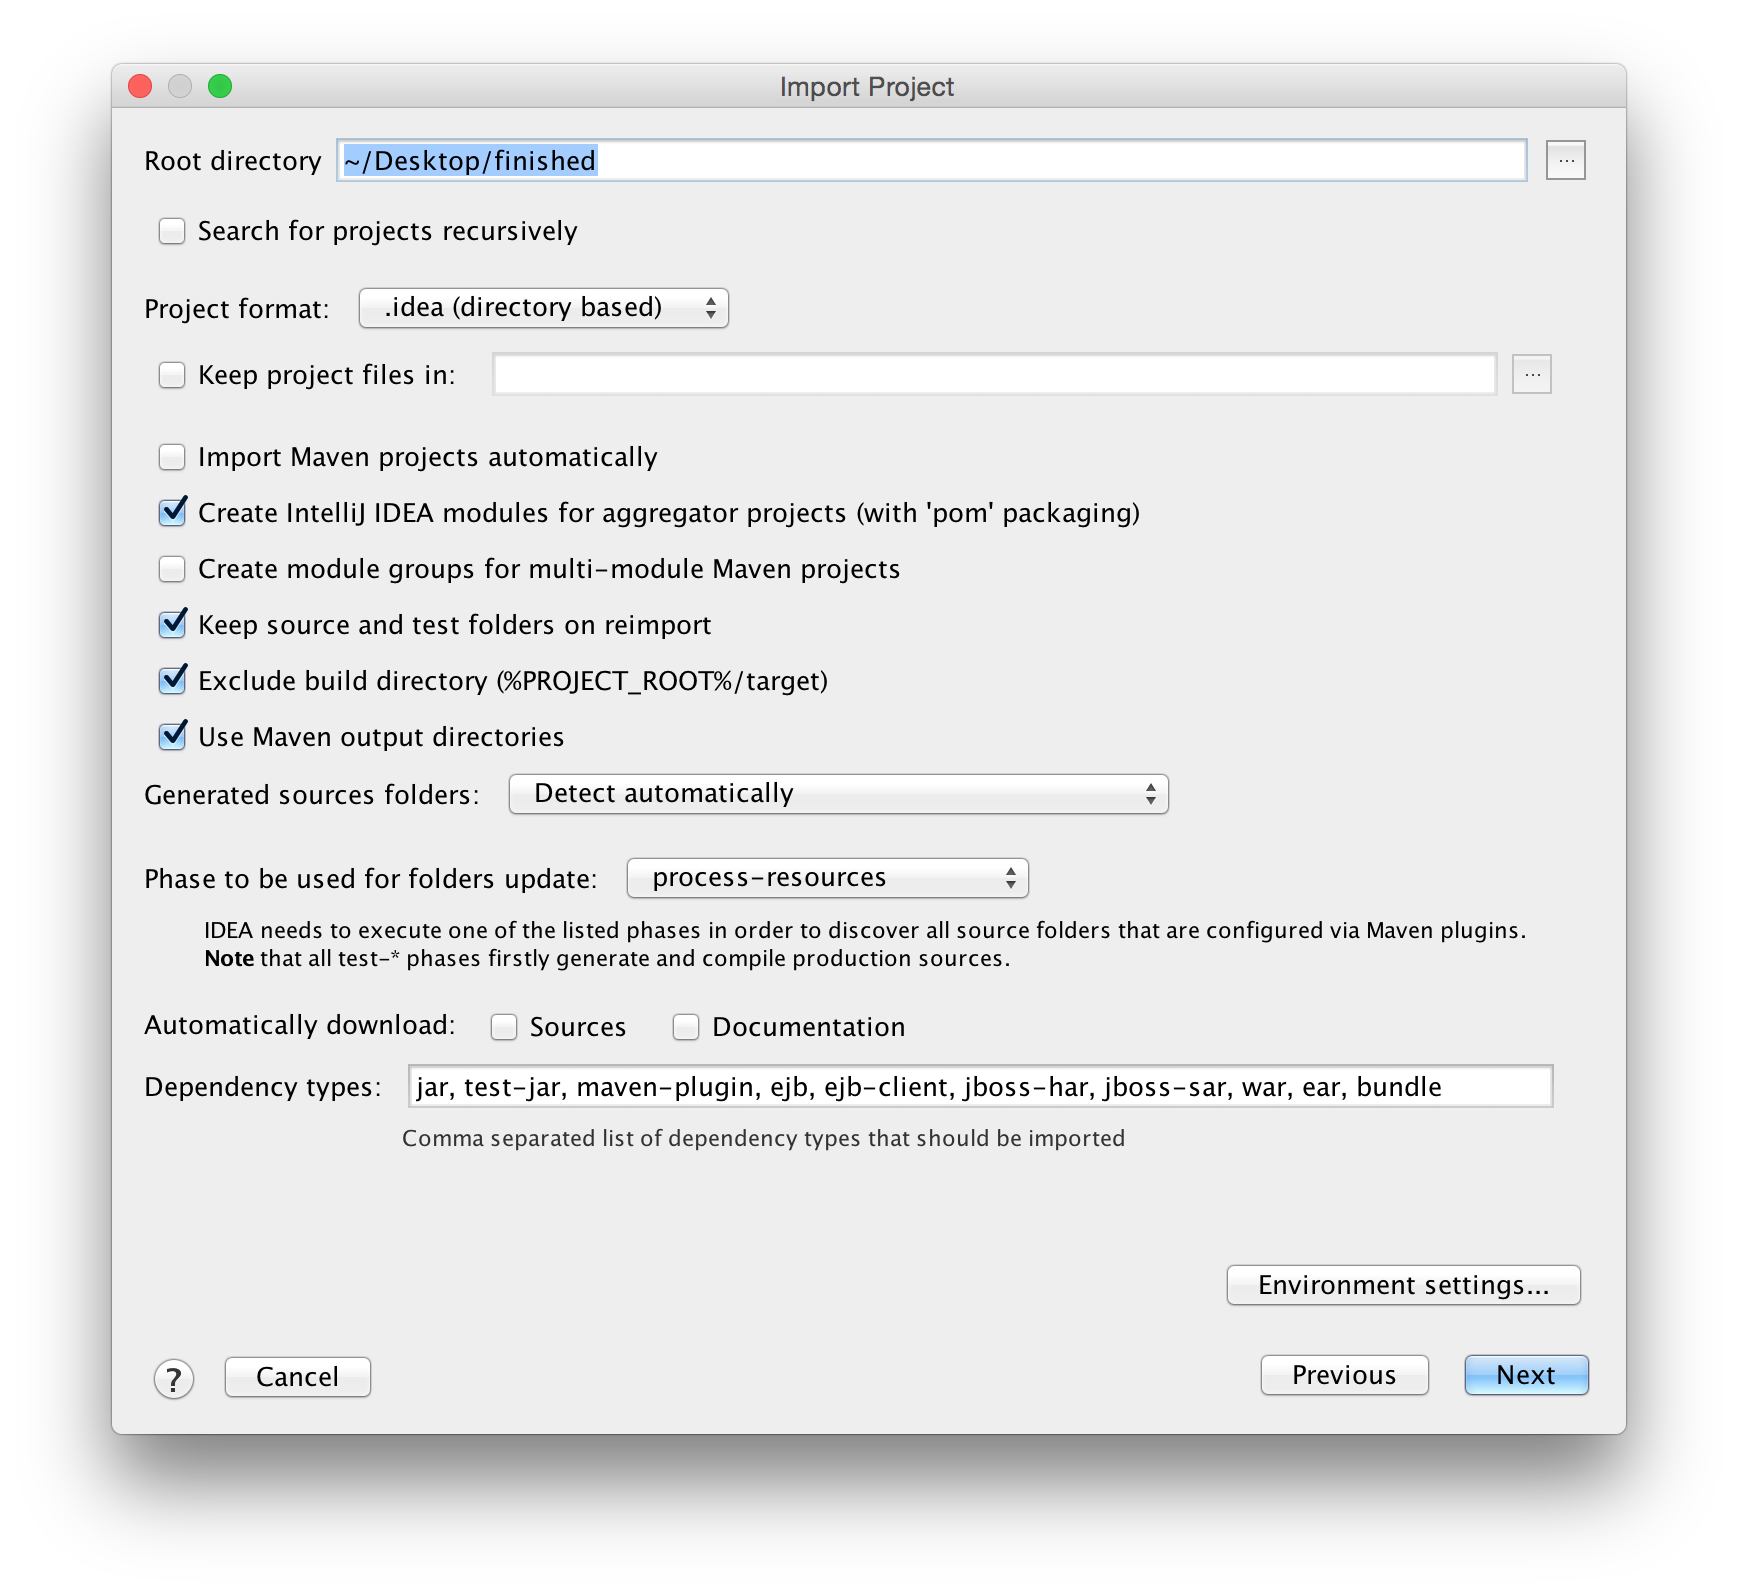 Import Project
Root directory ~/Desktop/finished ...
Search for projects recursively
Project format: .idea (directory based)
Keep project files in: ...
Import Maven projects automatically
Create IntelliJ IDEA modules for aggregator projects (with 'pom' packaging)
Create module groups for multi-module Maven projects
Keep source and test folders on reimport
Exclude build directory (%PROJECT_ROOT%/target)
Use Maven output directories
Generated sources folders: Detect automatically
Phase to be used for folders update: process-resources
IDEA needs to execute one of the listed phases in order to discover all source folders that are configured via Maven plugins.
Note that all test-* phases firstly generate and compile production sources.
Automatically download: Sources Documentation
Dependency types: jar, test-jar, maven-plugin, ejb, ejb-client, jboss-har, jboss-sar, war, ear, bundle
Comma separated list of dependency types that should be imported
Environment settings...
? Cancel Previous Next